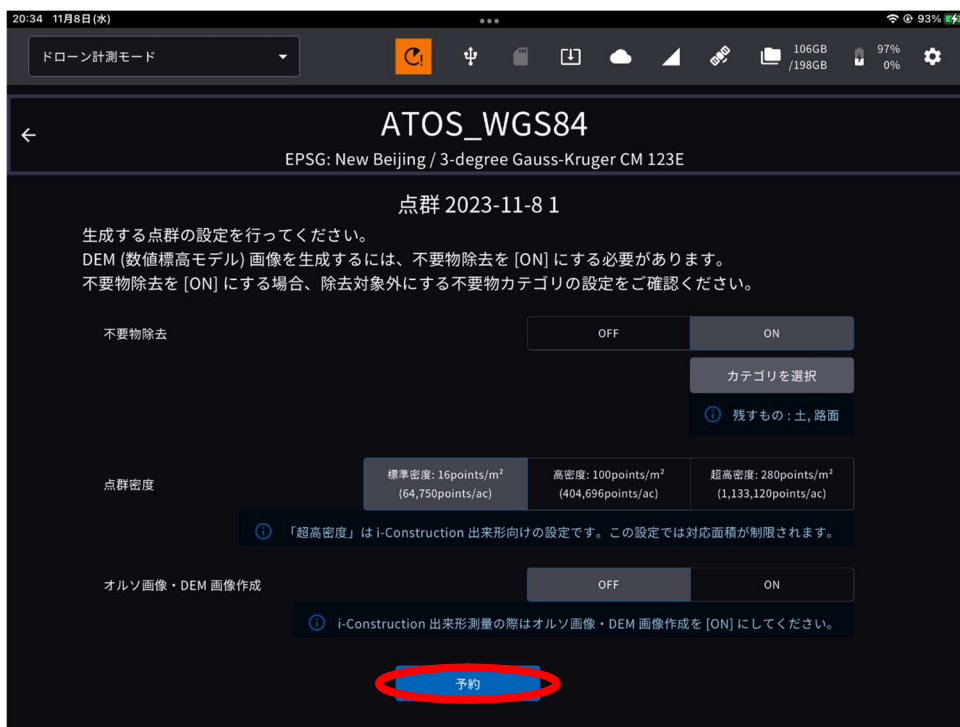 20:34 11月8日(水)
93%
ドローン計測モード
106GB
/198GB
97%
0%
ATOS_WGS84
EPSG: New Beijing / 3-degree Gauss-Kruger CM 123E
点群 2023-11-8 1
生成する点群の設定を行ってください。
DEM (数値標高モデル) 画像を生成するには、不要物除去を [ON] にする必要があります。
不要物除去を [ON] にする場合、除去対象外にする不要物カテゴリの設定をご確認ください。
不要物除去
OFF
ON
カテゴリを選択
残すもの : 土, 路面
点群密度
標準密度: 16points/m²
(64,750points/ac)
高密度: 100points/m²
(404,696points/ac)
超高密度: 280points/m²
(1,133,120points/ac)
「超高密度」は i-Construction 出来形向けの設定です。この設定では対応面積が制限されます。
オルソ画像・DEM 画像作成
OFF
ON
i-Construction 出来形測量の際はオルソ画像・DEM 画像作成を [ON] にしてください。
予約